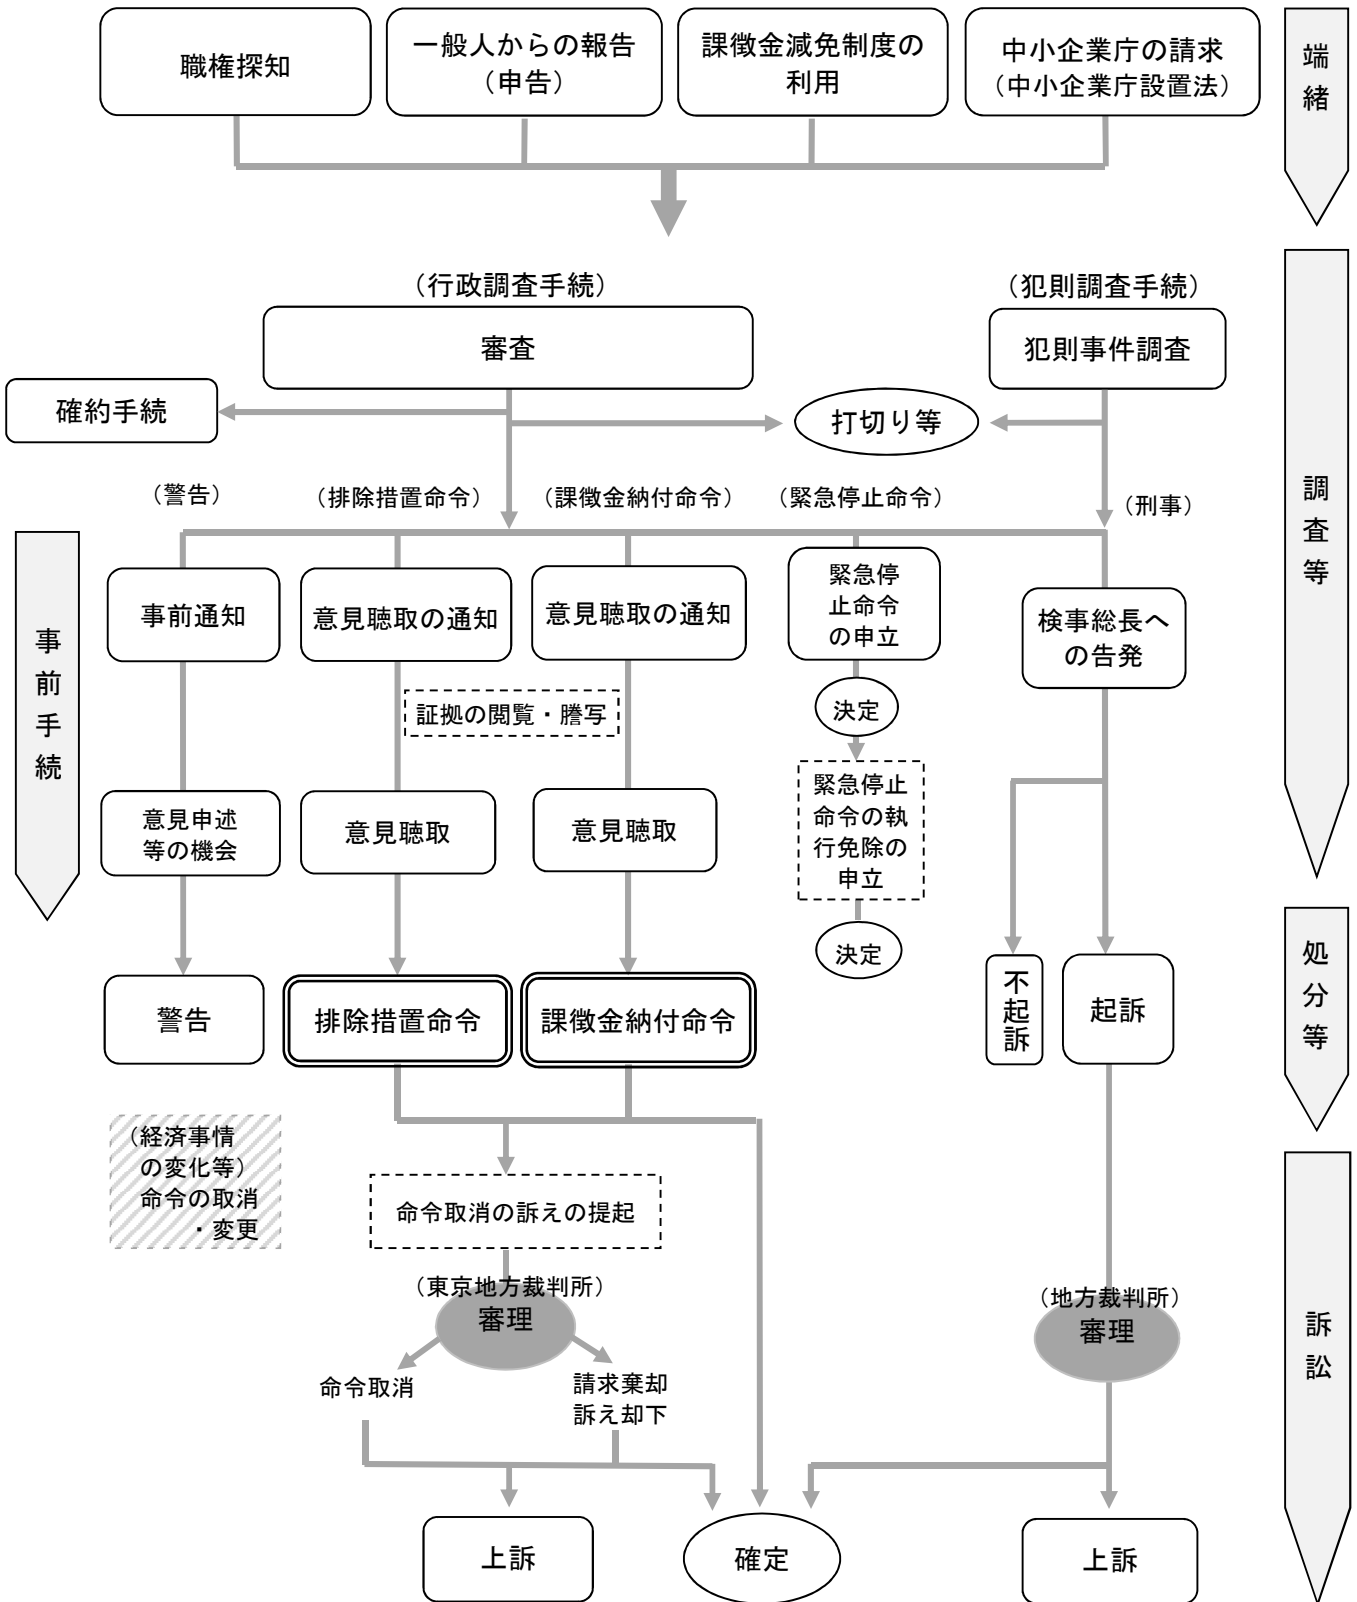 職権探知
一般人からの報告
（申告）
課徴金減免制度の
利用
中小企業庁の請求
（中小企業庁設置法）
端緒
（行政調査手続）
（犯則調査手続）
審査
犯則事件調査
確約手続
打切り等
調査等
（警告）
（排除措置命令）
（課徴金納付命令）
（緊急停止命令）
（刑事）
事前手続
事前通知
意見聴取の通知
意見聴取の通知
緊急停
止命令
の申立
検事総長へ
の告発
証拠の閲覧・謄写
決定
意見申述
等の機会
意見聴取
意見聴取
緊急停止
命令の執
行免除の
申立
決定
処分等
警告
排除措置命令
課徴金納付命令
不起訴
起訴
（経済事情
の変化等）
命令の取消
・変更
命令取消の訴えの提起
訴訟
（東京地方裁判所）
審理
（地方裁判所）
審理
命令取消
請求棄却
訴え却下
上訴
確定
上訴